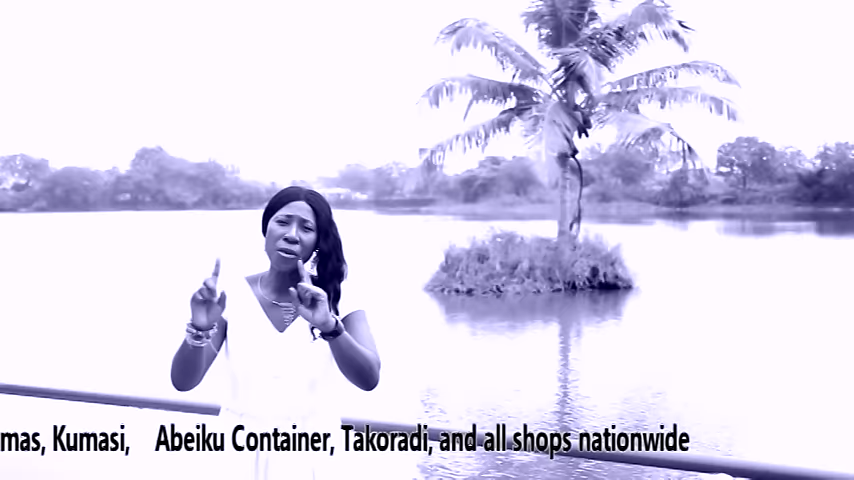 mas, Kumasi, Abeiku Container, Takoradi, and all shops nationwide